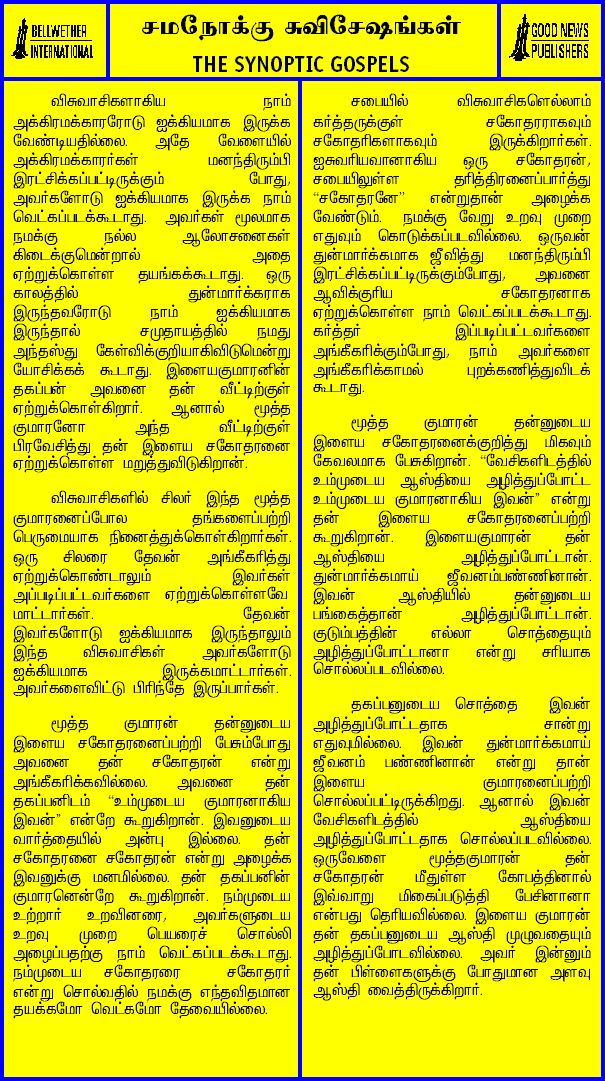 BELLWETHER
INTERNATIONAL
சமநோக்கு சுவிசேஷங்கள்
THE SYNOPTIC GOSPELS
GOOD NEWS
PUBLISHERS
விசுவாசிகளாகிய நாம்
அக்கிரமக்காரரோடு ஐக்கியமாக இருக்க
வேண்டியதில்லை. அதே வேளையில்
அக்கிரமக்காரர்கள் மனந்திரும்பி
இரட்சிக்கப்பட்டிருக்கும் போது,
அவர்களோடு ஐக்கியமாக இருக்க நாம்
வெட்கப்படக்கூடாது. அவர்கள் மூலமாக
நமக்கு நல்ல ஆலோசனைகள்
கிடைக்குமென்றால் அதை
ஏற்றுக்கொள்ள தயங்கக்கூடாது. ஒரு
காலத்தில் துன்மார்க்கராக
இருந்தவரோடு நாம் ஐக்கியமாக
இருந்தால் சமுதாயத்தில் நமது
அந்தஸ்து கேள்விக்குறியாகிவிடுமென்று
யோசிக்கக் கூடாது. இளையகுமாரனின்
தகப்பன் அவனை தன் வீட்டிற்குள்
ஏற்றுக்கொள்கிறார். ஆனால் மூத்த
குமாரனோ அந்த வீட்டிற்குள்
பிரவேசித்து தன் இளைய சகோதரனை
ஏற்றுக்கொள்ள மறுத்துவிடுகிறான்.
விசுவாசிகளில் சிலர் இந்த மூத்த
குமாரனைப்போல தங்களைப்பற்றி
பெருமையாக நினைத்துக்கொள்கிறார்கள்.
ஒரு சிலரை தேவன் அங்கீகரித்து
ஏற்றுக்கொண்டாலும் இவர்கள்
அப்படிப்பட்டவர்களை ஏற்றுக்கொள்ளவே
மாட்டார்கள். தேவன்
இவர்களோடு ஐக்கியமாக இருந்தாலும்
இந்த விசுவாசிகள் அவர்களோடு
ஐக்கியமாக இருக்கமாட்டார்கள்.
அவர்களைவிட்டு பிரிந்தே இருப்பார்கள்.
மூத்த குமாரன் தன்னுடைய
இளைய சகோதரனைப்பற்றி பேசும்போது
அவனை தன் சகோதரன் என்று
அங்கீகரிக்கவில்லை. அவனை தன்
தகப்பனிடம் “உம்முடைய குமாரனாகிய
இவன்” என்றே கூறுகிறான். இவனுடைய
வார்த்தையில் அன்பு இல்லை. தன்
சகோதரனை சகோதரன் என்று அழைக்க
இவனுக்கு மனமில்லை. தன் தகப்பனின்
குமாரனென்றே கூறுகிறான். நம்முடைய
உற்றார் உறவினரை, அவர்களுடைய
உறவு முறை பெயரைச் சொல்லி
அழைப்பதற்கு நாம் வெட்கப்படக்கூடாது.
நம்முடைய சகோதரரை சகோதரர்
என்று சொல்வதில் நமக்கு எந்தவிதமான
தயக்கமோ வெட்கமோ தேவையில்லை.
சபையில் விசுவாசிகளெல்லாம்
கர்த்தருக்குள் சகோதரராகவும்
சகோதரிகளாகவும் இருக்கிறார்கள்.
ஐசுவரியவானாகிய ஒரு சகோதரன்,
சபையிலுள்ள தரித்திரனைப்பார்த்து
“சகோதரனே” என்றுதான் அழைக்க
வேண்டும். நமக்கு வேறு உறவு முறை
எதுவும் கொடுக்கப்படவில்லை. ஒருவன்
துன்மார்க்கமாக ஜீவித்து மனந்திரும்பி
இரட்சிக்கப்பட்டிருக்கும்போது, அவனை
ஆவிக்குரிய சகோதரனாக
ஏற்றுக்கொள்ள நாம் வெட்கப்படக்கூடாது.
கர்த்தர் இப்படிப்பட்டவர்களை
அங்கீகரிக்கும்போது, நாம் அவர்களை
அங்கீகரிக்காமல் புறக்கணித்துவிடக்
கூடாது.
மூத்த குமாரன் தன்னுடைய
இளைய சகோதரனைக்குறித்து மிகவும்
கேவலமாக பேசுகிறான். “வேசிகளிடத்தில்
உம்முடைய ஆஸ்தியை அழித்துப்போட்ட
உம்முடைய குமாரனாகிய இவன்” என்று
தன் இளைய சகோதரனைப்பற்றி
கூறுகிறான். இளையகுமாரன் தன்
ஆஸ்தியை அழித்துப்போட்டான்.
துன்மார்க்கமாய் ஜீவனம்பண்ணினான்.
இவன் ஆஸ்தியில் தன்னுடைய
பங்கைத்தான் அழித்துப்போட்டான்.
குடும்பத்தின் எல்லா சொத்தையும்
அழித்துப்போட்டானா என்று சரியாக
சொல்லப்படவில்லை.
தகப்பனுடைய சொத்தை இவன்
அழித்துப்போட்டதாக சான்று
எதுவுமில்லை. இவன் துன்மார்க்கமாய்
ஜீவனம் பண்ணினான் என்று தான்
இளைய குமாரனைப்பற்றி
சொல்லப்பட்டிருக்கிறது. ஆனால் இவன்
வேசிகளிடத்தில் ஆஸ்தியை
அழித்துப்போட்டதாக சொல்லப்படவில்லை.
ஒருவேளை மூத்தகுமாரன் தன்
சகோதரன் மீதுள்ள கோபத்தினால்
இவ்வாறு மிகைப்படுத்தி பேசினானா
என்பது தெரியவில்லை. இளைய குமாரன்
தன் தகப்பனுடைய ஆஸ்தி முழுவதையும்
அழித்துப்போடவில்லை. அவர் இன்னும்
தன் பிள்ளைகளுக்கு போதுமான அளவு
ஆஸ்தி வைத்திருக்கிறார்.